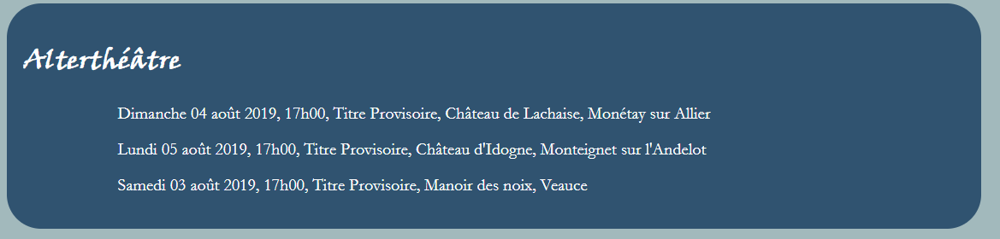 Alterthéâtre
Dimanche 04 août 2019, 17h00, Titre Provisoire, Château de Lachaise, Monétay sur Allier
Lundi 05 août 2019, 17h00, Titre Provisoire, Château d'Idogne, Monteignet sur l'Andelot
Samedi 03 août 2019, 17h00, Titre Provisoire, Manoir des noix, Veauce